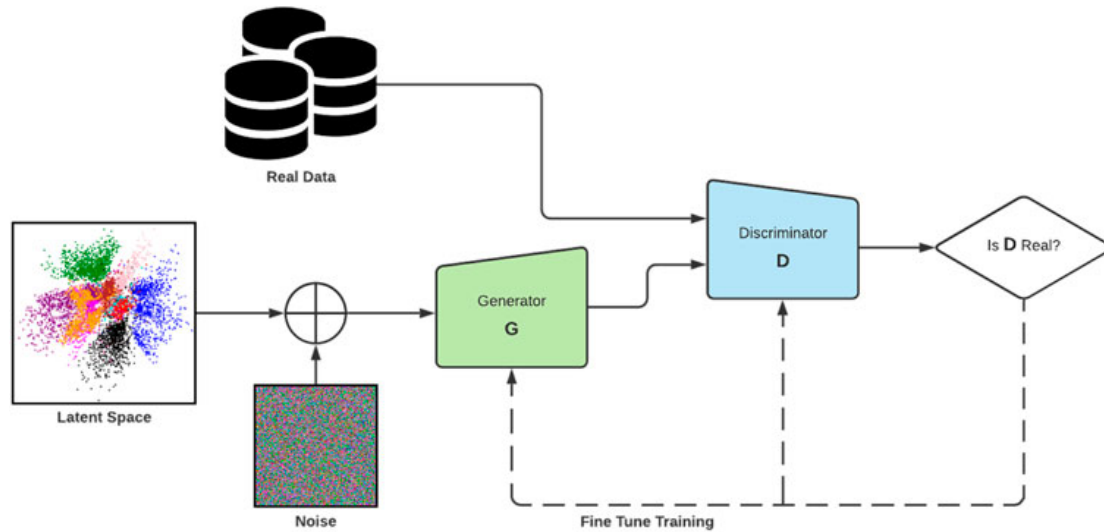 Real Data
Discriminator
D
Is D Real?
Generator
G
Latent Space
Noise
Fine Tune Training